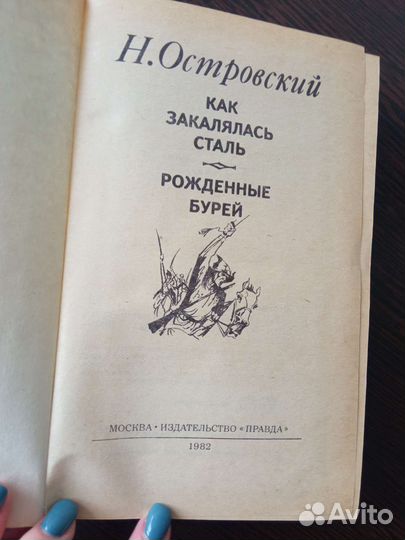 Н. Островский
КАК
ЗАКАЛЯЛАСЬ
СТАЛЬ
РОЖДЕННЫЕ
БУРЕЙ
МОСКВА · ИЗДАТЕЛЬСТВО «ПРАВДА»
1982
Avito